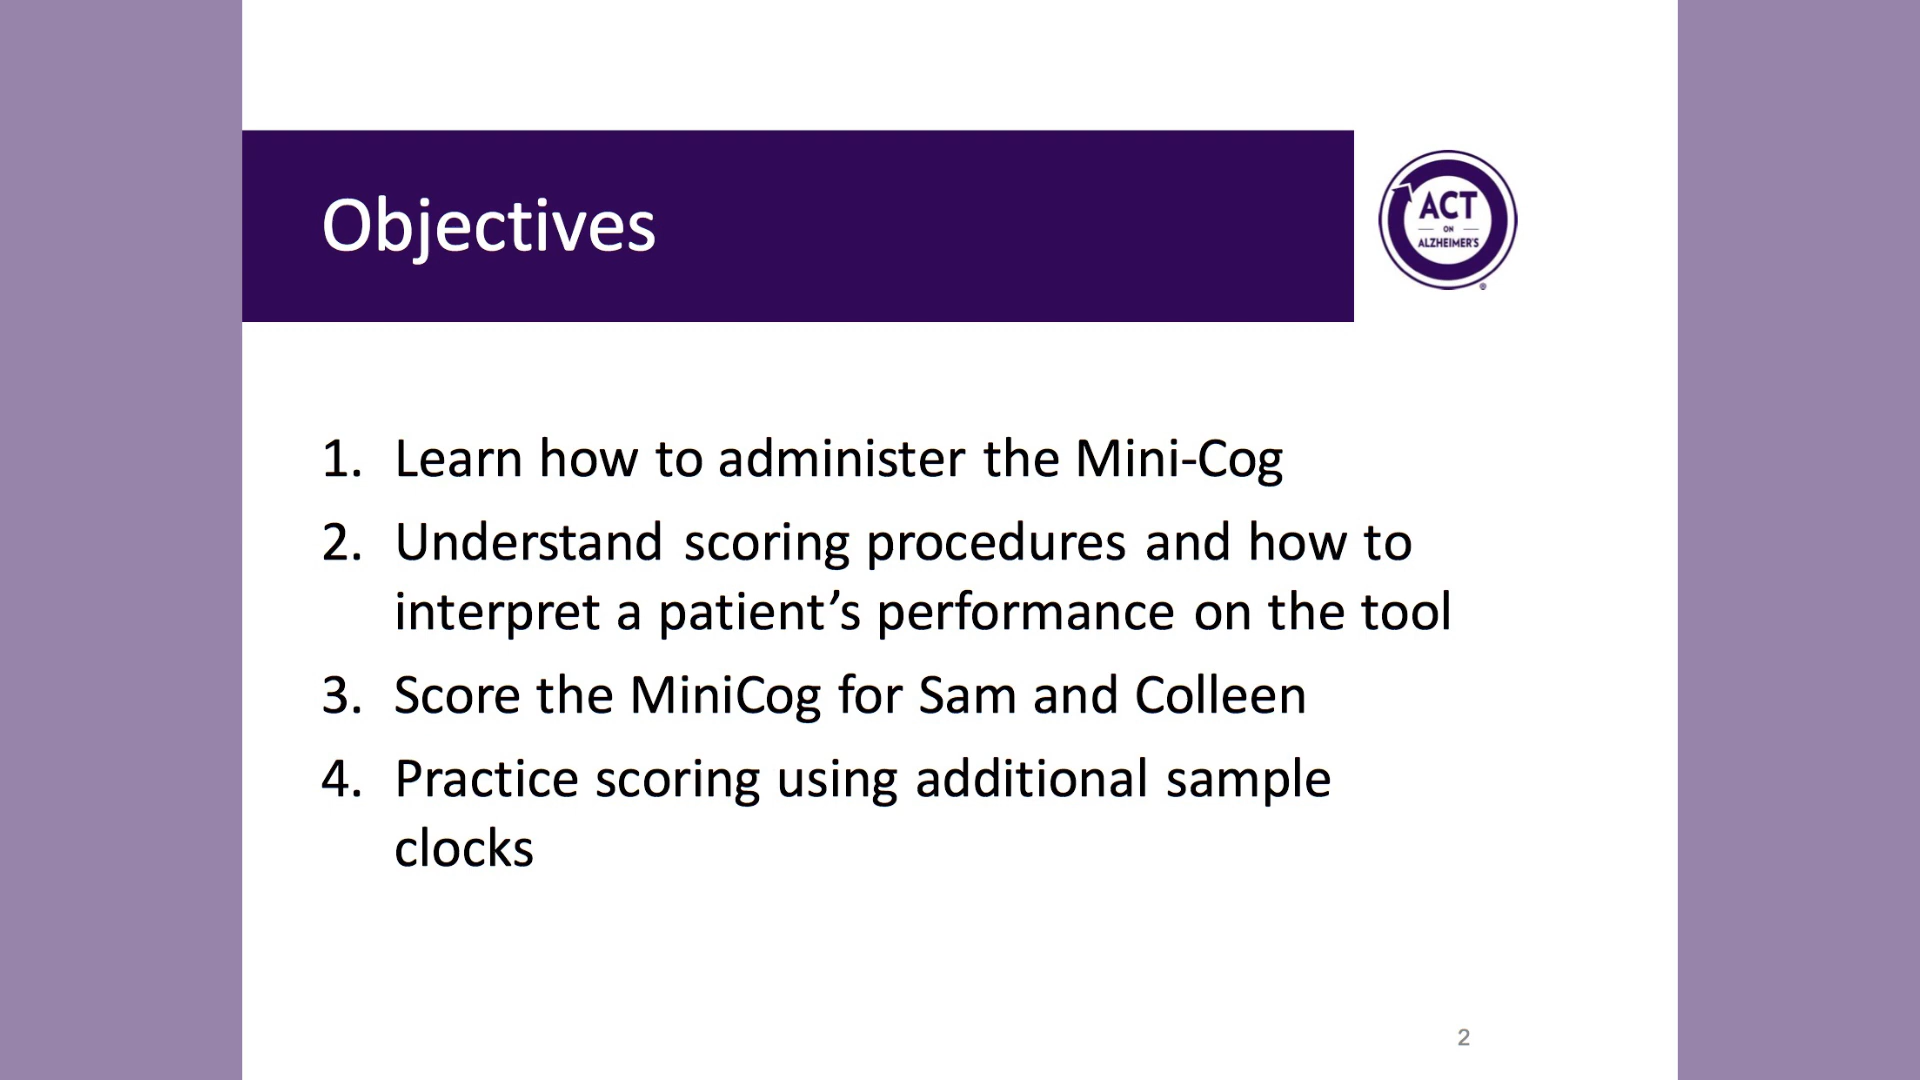 Objectives
ACT
ON
ALZHEIMER'S
®
1. Learn how to administer the Mini-Cog
2. Understand scoring procedures and how to
interpret a patient’s performance on the tool
3. Score the MiniCog for Sam and Colleen
4. Practice scoring using additional sample
clocks
2